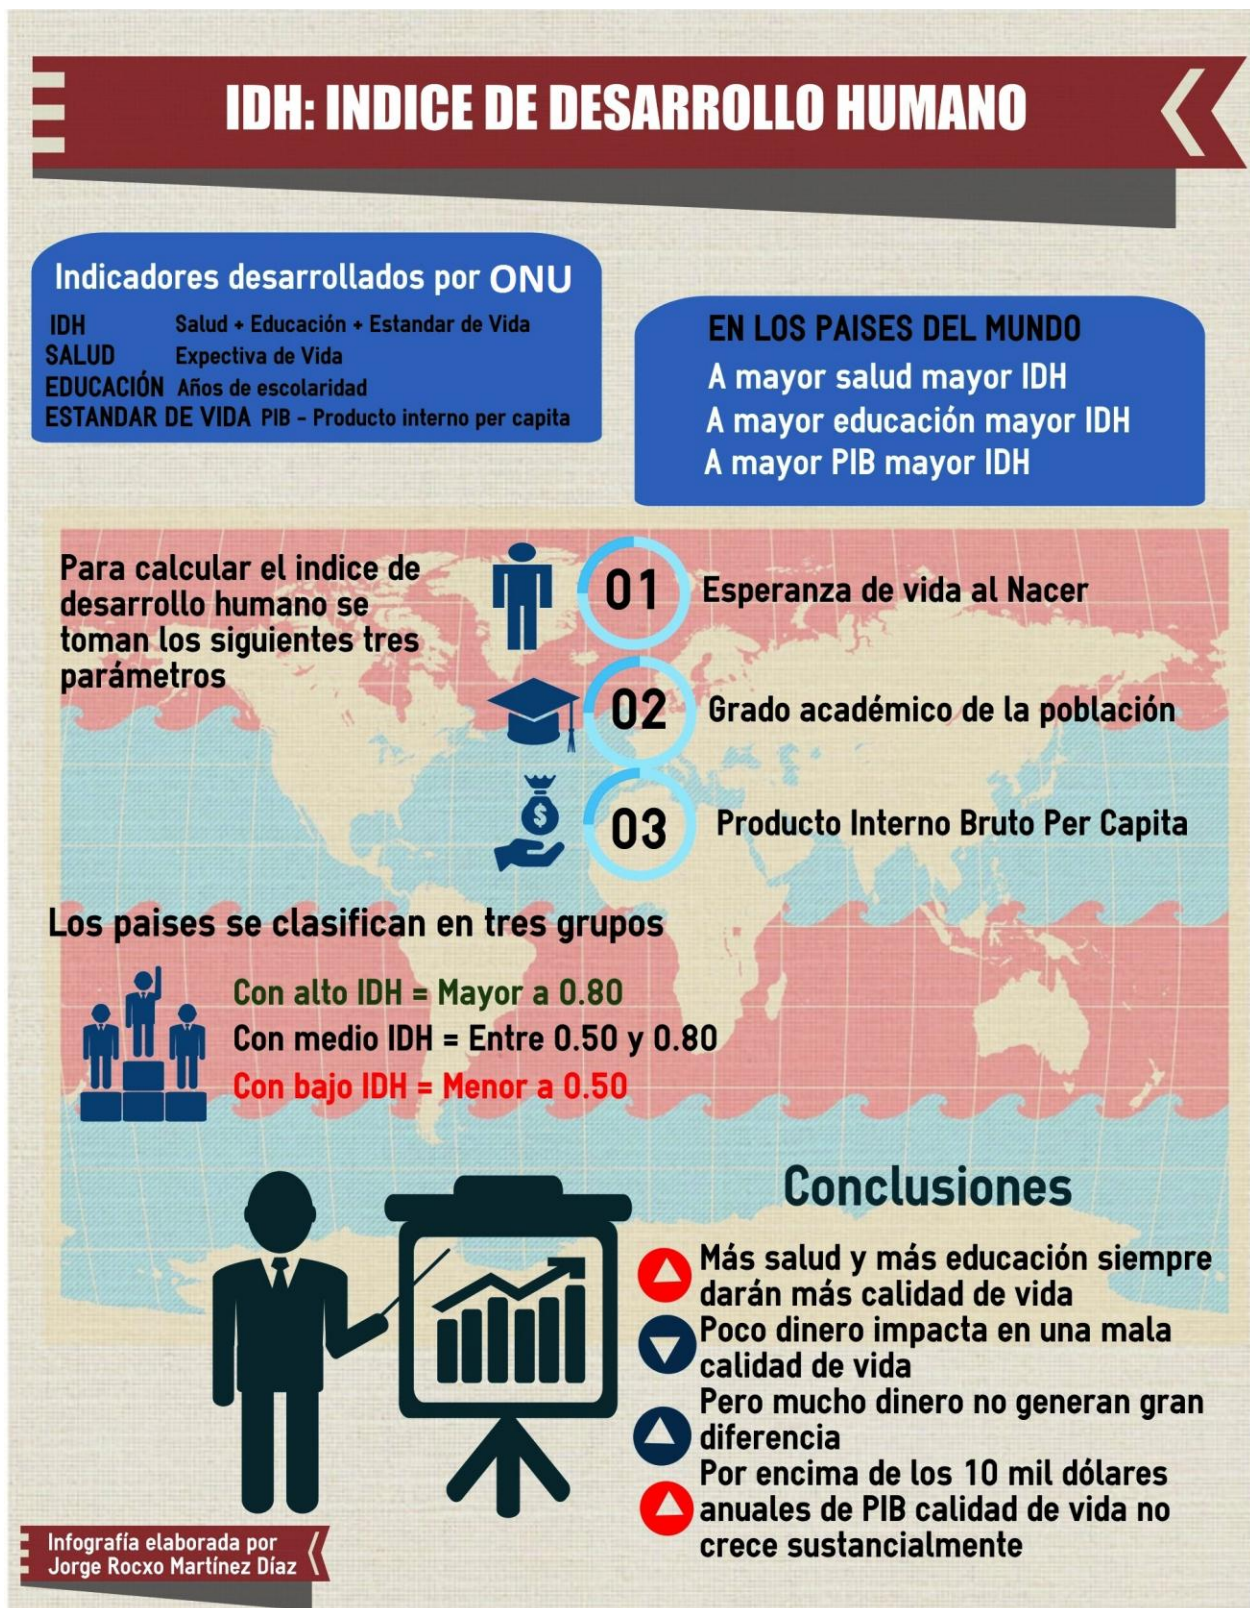 IDH: INDICE DE DESARROLLO HUMANO
Indicadores desarrollados por ONU
IDH Salud + Educación + Estandar de Vida
SALUD Expectiva de Vida
EDUCACIÓN Años de escolaridad
ESTANDAR DE VIDA PIB - Producto interno per capita
EN LOS PAISES DEL MUNDO
A mayor salud mayor IDH
A mayor educación mayor IDH
A mayor PIB mayor IDH
Para calcular el indice de
desarrollo humano se
toman los siguientes tres
parámetros
01 Esperanza de vida al Nacer
02 Grado académico de la población
$
03 Producto Interno Bruto Per Capita
Los paises se clasifican en tres grupos
Con alto IDH = Mayor a 0.80
Con medio IDH = Entre 0.50 y 0.80
Con bajo IDH = Menor a 0.50
Conclusiones
Más salud y más educación siempre
darán más calidad de vida
Poco dinero impacta en una mala
calidad de vida
Pero mucho dinero no generan gran
diferencia
Por encima de los 10 mil dólares
anuales de PIB calidad de vida no
crece sustancialmente
Infografía elaborada por
Jorge Rocxo Martínez Díaz